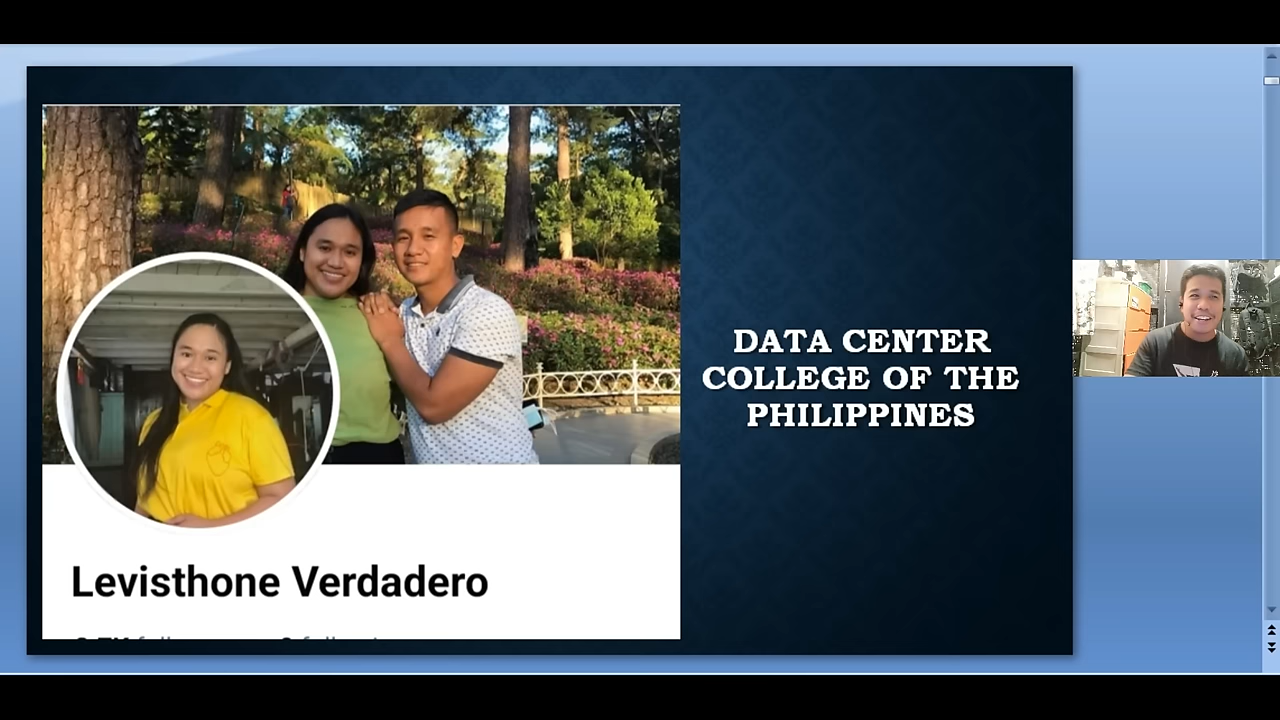 Levisthone Verdadero
DATA CENTER
COLLEGE OF THE
PHILIPPINES